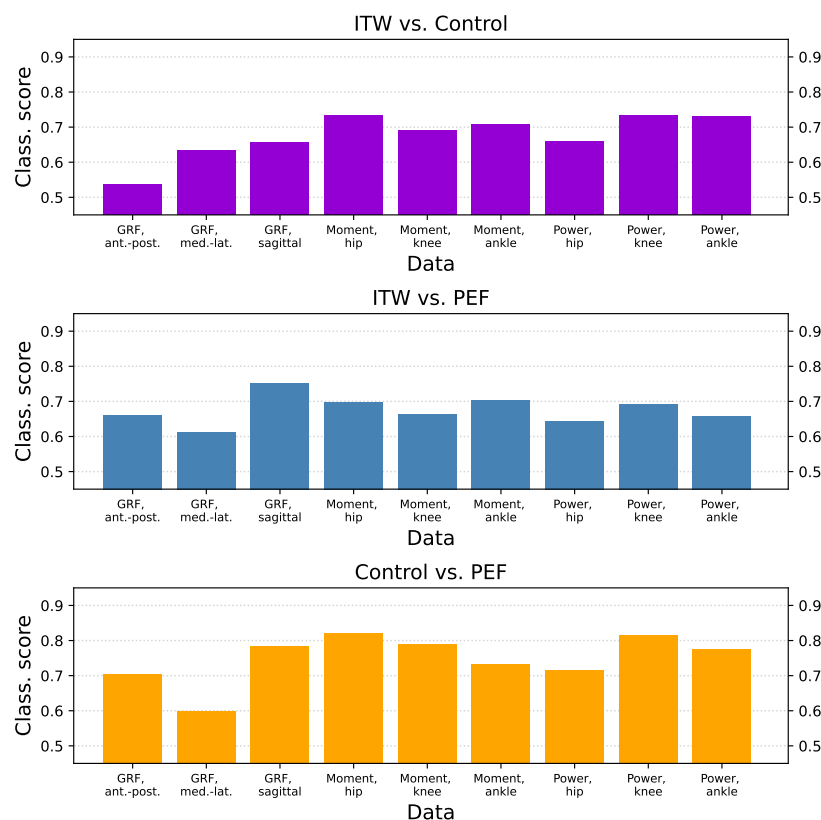 ITW vs. Control
Class. score
0.9 0.9
0.8 0.8
0.7 0.7
0.6 0.6
0.5 0.5
GRF, GRF, GRF, Moment, Moment, Moment, Power, Power, Power,
ant.-post. med.-lat. sagittal hip knee ankle hip knee ankle
Data
ITW vs. PEF
Class. score
0.9 0.9
0.8 0.8
0.7 0.7
0.6 0.6
0.5 0.5
GRF, GRF, GRF, Moment, Moment, Moment, Power, Power, Power,
ant.-post. med.-lat. sagittal hip knee ankle hip knee ankle
Data
Control vs. PEF
Class. score
0.9 0.9
0.8 0.8
0.7 0.7
0.6 0.6
0.5 0.5
GRF, GRF, GRF, Moment, Moment, Moment, Power, Power, Power,
ant.-post. med.-lat. sagittal hip knee ankle hip knee ankle
Data